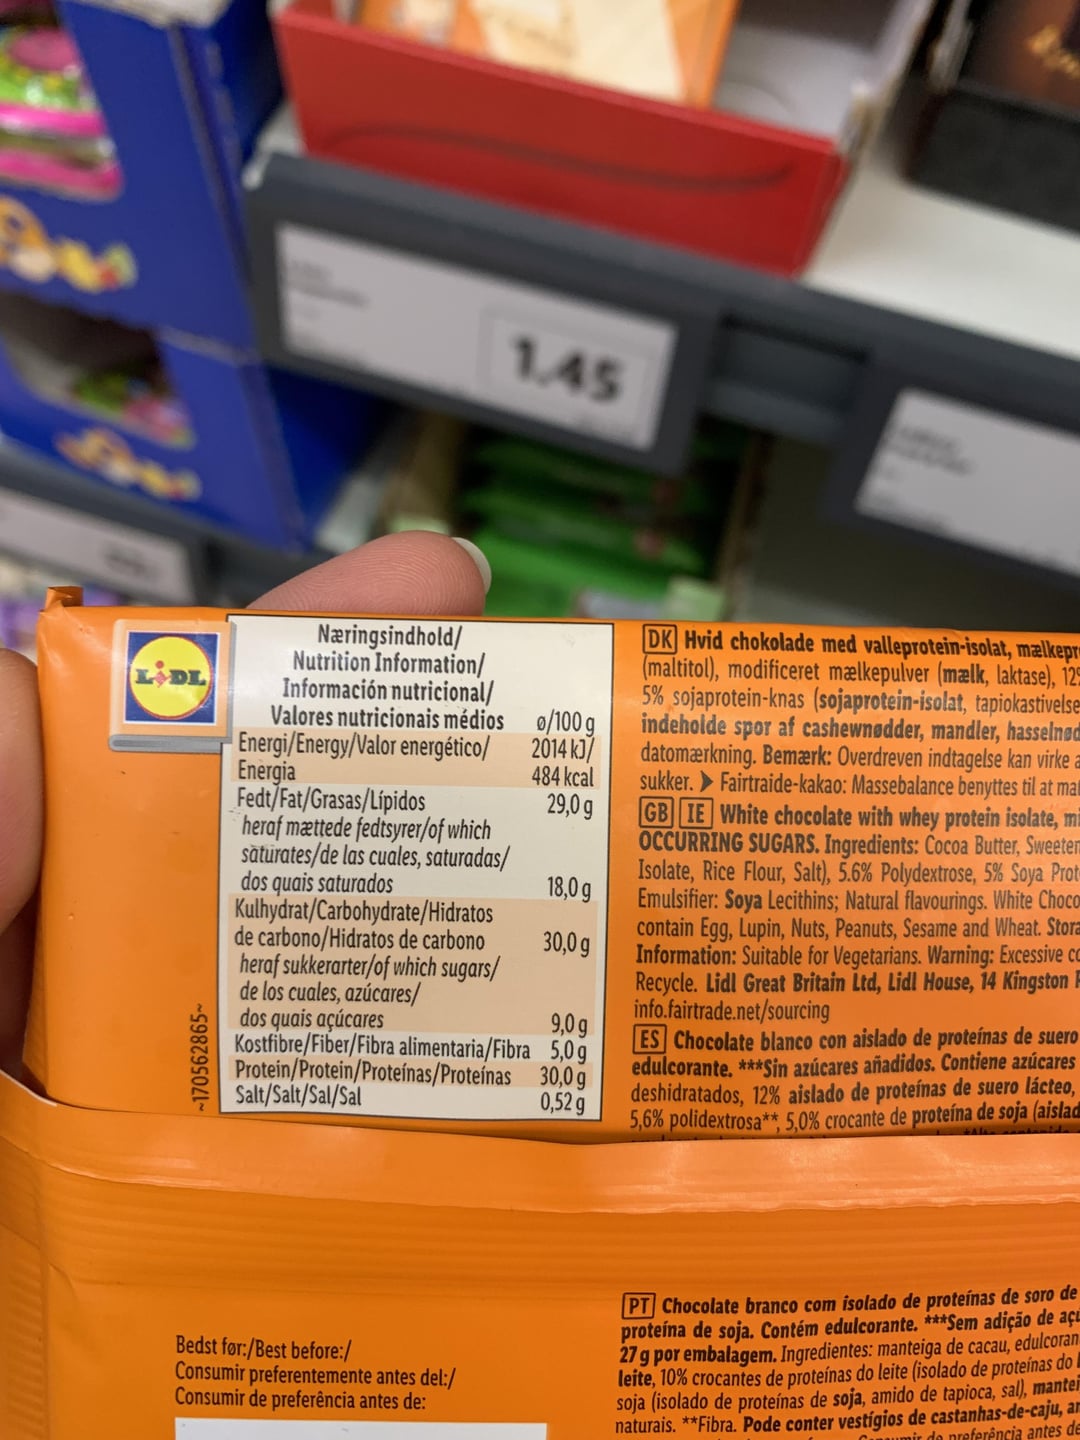 1.45
LIDL
Næringsindhold/
Nutrition Information/
Información nutricional/
Valores nutricionais médios ø/100 g
Energi/Energy/Valor energético/ 2014 kJ/
Energia 484 kcal
Fedt/Fat/Grasas/Lípidos 29,0 g
heraf mættede fedtsyrer/of which
saturates/de las cuales, saturadas/
dos quais saturados 18,0 g
Kulhydrat/Carbohydrate/Hidratos
de carbono/Hidratos de carbono 30,0 g
heraf sukkerarter/of which sugars/
de los cuales, azúcares/
dos quais açúcares 9,0 g
Kostfibre/Fiber/Fibra alimentaria/Fibra 5,0 g
Protein/Protein/Proteínas/Proteínas 30,0 g
Salt/Salt/Sal/Sal 0,52 g
~170562865~
DK Hvid chokolade med valleprotein-isolat, mælkepr
(maltitol), modificeret mælkepulver (mælk, laktase), 12%
5% sojaprotein-knas (sojaprotein-isolat, tapiokastivelse
indeholde spor af cashewnødder, mandler, hasselnød
datomærkning. Bemærk: Overdreven indtagelse kan virke a
sukker. ▶ Fairtraide-kakao: Massebalance benyttes til at mat
GB IE White chocolate with whey protein isolate, mi
OCCURRING SUGARS. Ingredients: Cocoa Butter, Sweeten
Isolate, Rice Flour, Salt), 5.6% Polydextrose, 5% Soya Prot
Emulsifier: Soya Lecithins; Natural flavourings. White Choco
contain Egg, Lupin, Nuts, Peanuts, Sesame and Wheat. Stora
Information: Suitable for Vegetarians. Warning: Excessive co
Recycle. Lidl Great Britain Ltd, Lidl House, 14 Kingston
info.fairtrade.net/sourcing
ES Chocolate blanco con aislado de proteínas de suero
edulcorante. ***Sin azúcares añadidos. Contiene azúcares
deshidratados, 12% aislado de proteínas de suero lácteo,
5,6% polidextrosa**, 5,0% crocante de proteína de soja (aislad
PT Chocolate branco com isolado de proteínas de soro de
proteína de soja. Contém edulcorante. ***Sem adição de açú
27 g por embalagem. Ingredientes: manteiga de cacau, edulcoran
leite, 10% crocantes de proteínas do leite (isolado de proteínas do l
soja (isolado de proteínas de soja, amido de tapioca, sal), mantei
naturais. **Fibra. Pode conter vestígios de castanhas-de-caju, am
preferência antes de
Bedst før:/Best before:/
Consumir preferentemente antes del:/
Consumir de preferência antes de: